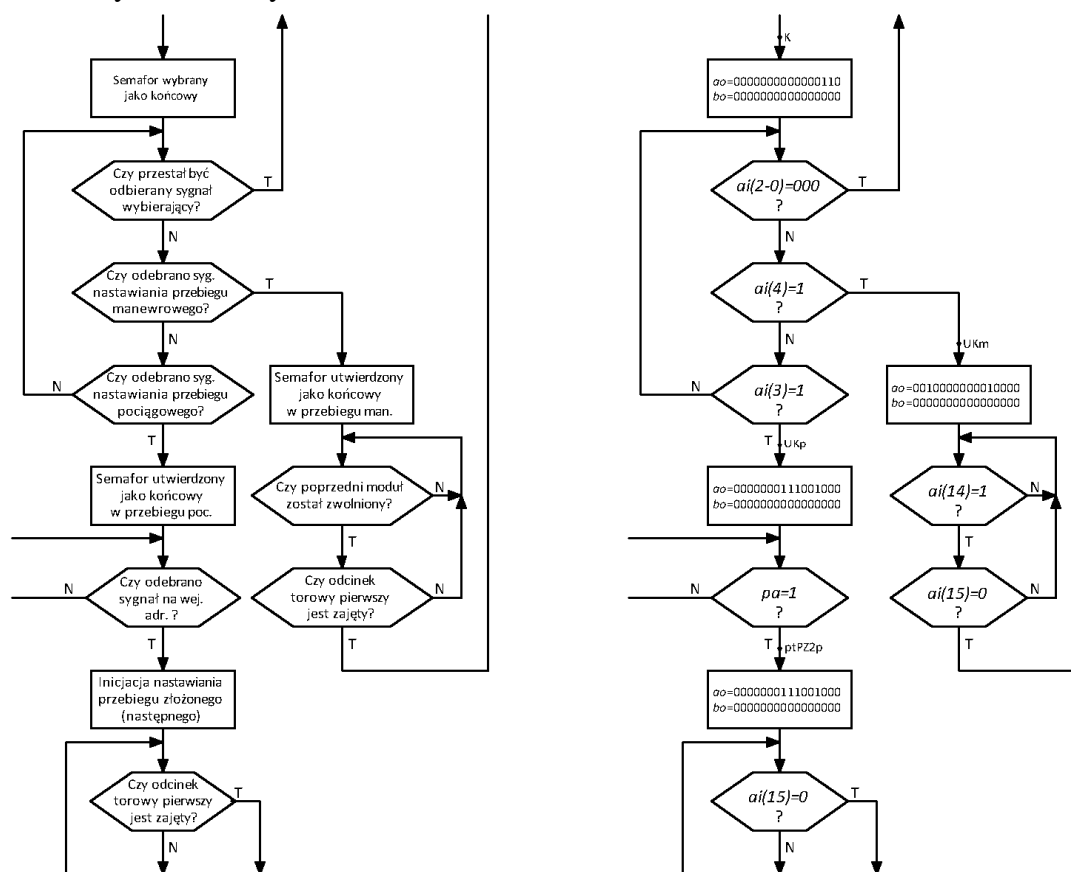 Semafor wybrany
jako końcowy
Czy przestał być
odbierany sygnał
wybierający?
T
N
Czy odebrano syg.
nastawiania przebiegu
manewrowego?
T
N
Czy odebrano syg.
nastawiania przebiegu
pociągowego?
N
T
Semafor utwierdzony
jako końcowy
w przebiegu man.
Semafor utwierdzony
jako końcowy
w przebiegu poc.
Czy poprzedni moduł
został zwolniony?
N
T
Czy odebrano
sygnał na wej.
adr. ?
N
T
Czy odcinek
torowy pierwszy
jest zajęty?
N
T
Inicjacja nastawiania
przebiegu złożonego
(następnego)
Czy odcinek
torowy pierwszy
jest zajęty?
T
N
K
ao=0000000000000110
bo=0000000000000000
ai(2-0)=000
?
T
N
ai(4)=1
?
T
N
UKm
ai(3)=1
?
N
T
UKp
ao=0010000000010000
bo=0000000000000000
ao=0000000111001000
bo=0000000000000000
ai(14)=1
?
N
T
pa=1
?
N
T
ptPZ2p
ai(15)=0
?
N
T
ao=0000000111001000
bo=0000000000000000
ai(15)=0
?
T
N